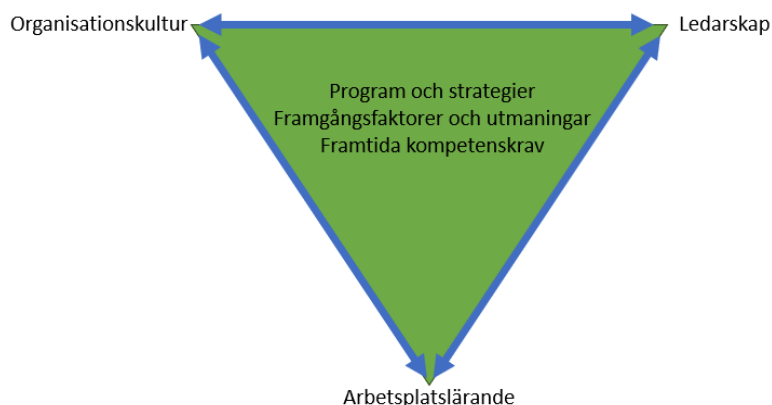 Organisationskultur
Ledarskap
Program och strategier
Framgångsfaktorer och utmaningar
Framtida kompetenskrav
Arbetsplatslärande